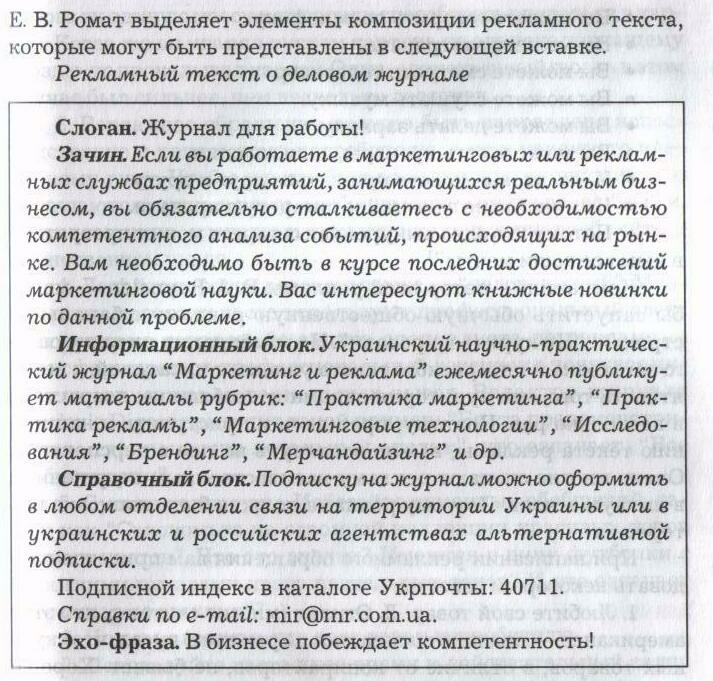 Е. В. Ромат выделяет элементы композиции рекламного текста,
которые могут быть представлены в следующей вставке.
Рекламный текст о деловом журнале
Слоган. Журнал для работы!
Зачин. Если вы работаете в маркетинговых или реклам-
ных службах предприятий, занимающихся реальным биз-
несом, вы обязательно сталкиваетесь с необходимостью
компетентного анализа событий, происходящих на рын-
ке. Вам необходимо быть в курсе последних достижений
маркетинговой науки. Вас интересуют книжные новинки
по данной проблеме.
Информационный блок. Украинский научно-практичес-
кий журнал “Маркетинг и реклама” ежемесячно публику-
ет материалы рубрик: “Практика маркетинга”, “Прак-
тика рекламы”, “Маркетинговые технологии”, “Исследо-
вания”, “Брендинг”, “Мерчандайзинг” и др.
Справочный блок. Подписку на журнал можно оформить
в любом отделении связи на территории Украины или в
украинских и российских агентствах альтернативной
подписки.
Подписной индекс в каталоге Укрпочты: 40711.
Справки по e-mail: mir@mr.com.ua.
Эхо-фраза. В бизнесе побеждает компетентность!